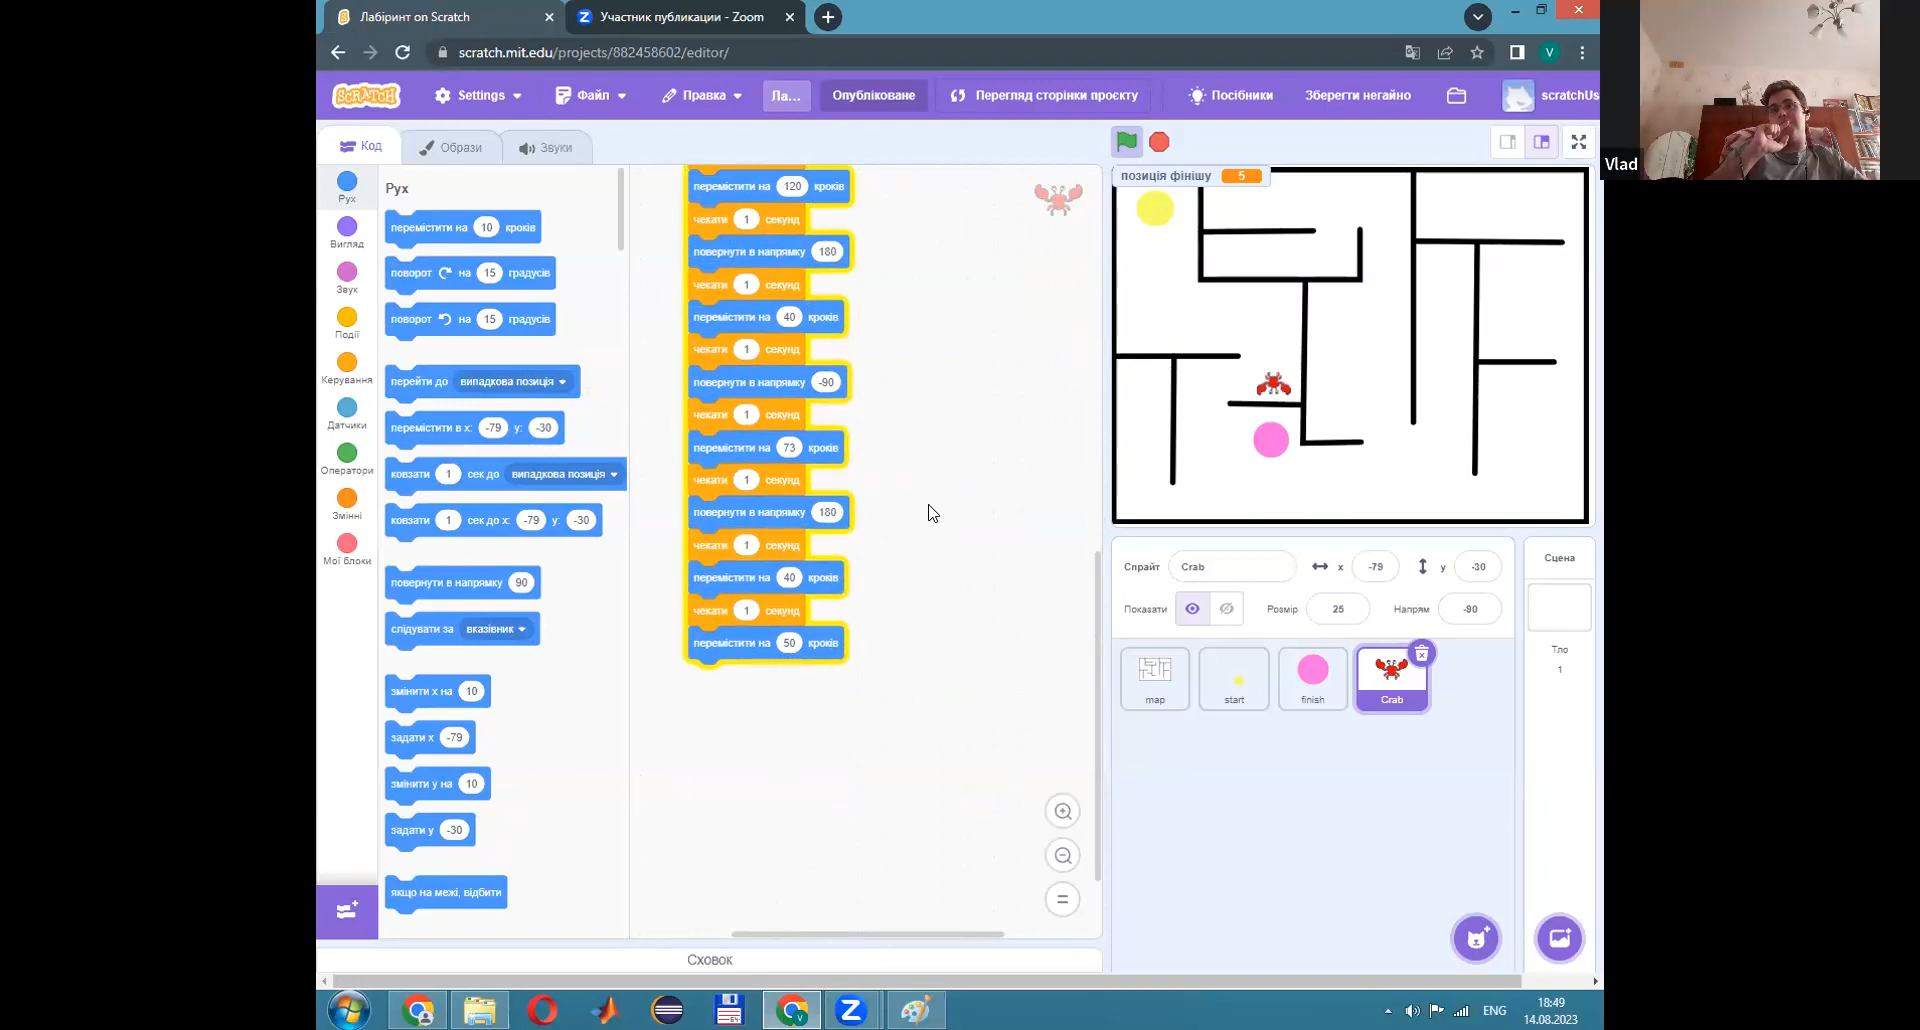 Лабіринт on Scratch
Участник публикации - Zoom
scratch.mit.edu/projects/882458602/editor/
V
SCRATCH
Settings
Файл
Правка
Ла...
Опубліковане
Перегляд сторінки проєкту
Посібники
Зберегти негайно
scratchUs
Vlad
Код
Образи
Звуки
Рух
Вигляд
Звук
Події
Керування
Датчики
Оператори
Змінні
Мої блоки
Рух
перемістити на 10 кроків
поворот на 15 градусів
поворот на 15 градусів
перейти до випадкова позиція
перемістити в x: -79 y: -30
ковзати 1 сек до випадкова позиція
ковзати 1 сек до x: -79 y: -30
повернути в напрямку 90
слідувати за вказівник
змінити x на 10
задати x -79
змінити y на 10
задати y -30
якщо на межі, відбити
перемістити на 120 кроків
чекати 1 секунд
повернути в напрямку 180
чекати 1 секунд
перемістити на 40 кроків
чекати 1 секунд
повернути в напрямку -90
чекати 1 секунд
перемістити на 73 кроків
чекати 1 секунд
повернути в напрямку 180
чекати 1 секунд
перемістити на 40 кроків
чекати 1 секунд
перемістити на 50 кроків
позиція фінішу 5
Спрайт Crab x -79 y -30
Показати Розмір 25 Напрям -90
map
start
finish
Crab
Сцена
Тло
1
Сховок
64
V
Z
ENG
18:49
14.08.2023